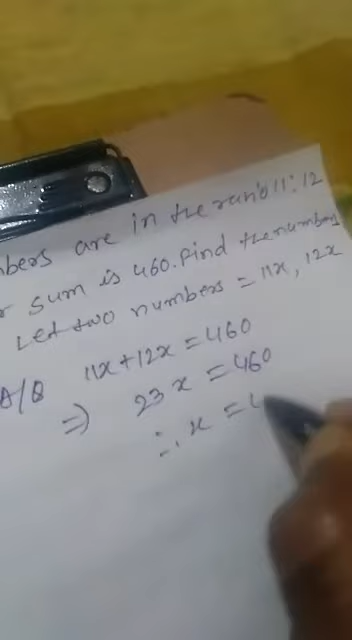 mbers are in the ratio 11:12
r sum is 460. Find the numbers
Let two numbers = 11x, 12x
A/Q 11x+12x = 460
⇒ 23x = 460
∴ x =